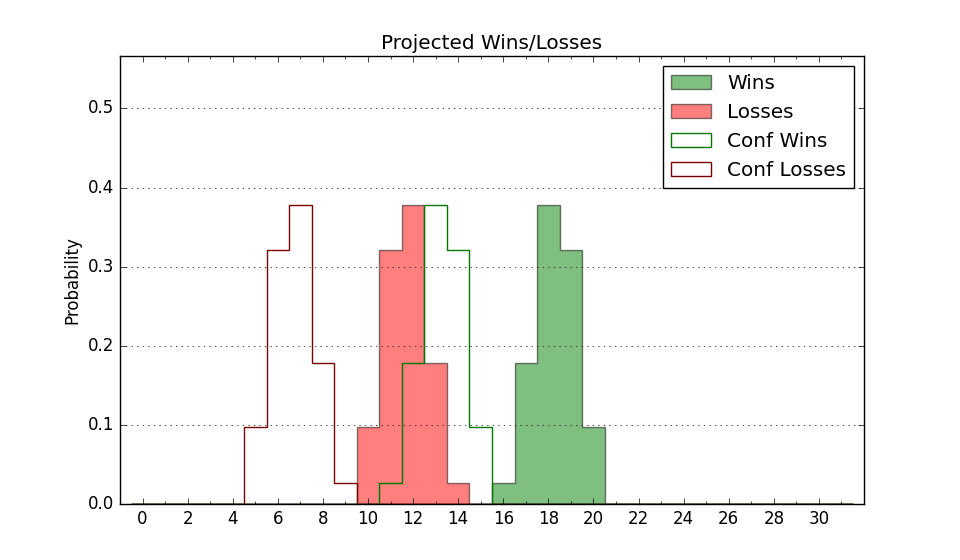 Projected Wins/Losses
Wins
Losses
Conf Wins
Conf Losses
Probability
0.5
0.4
0.3
0.2
0.1
0.0
0 2 4 6 8 10 12 14 16 18 20 22 24 26 28 30